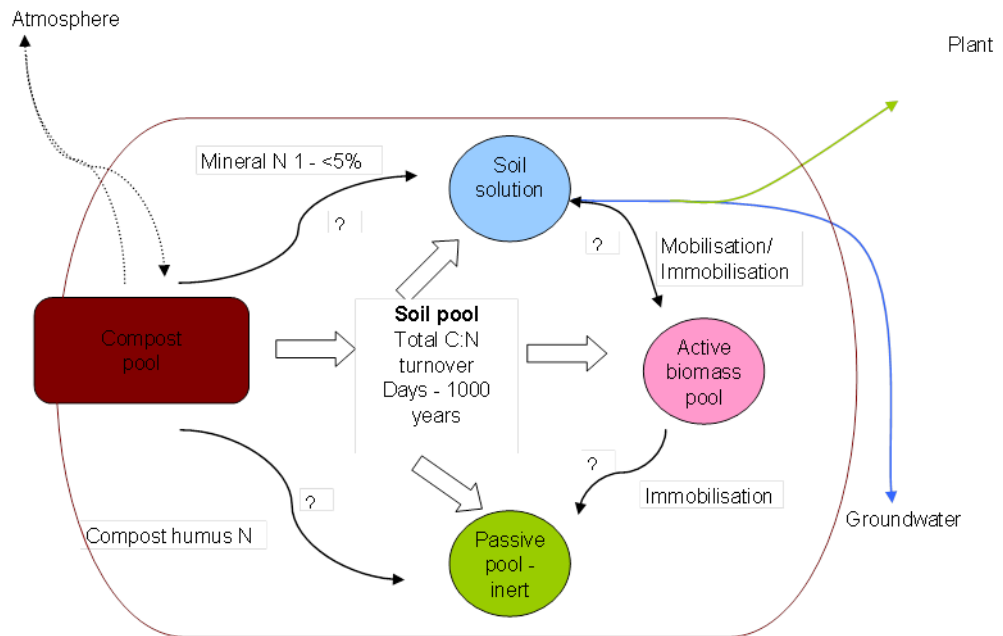 Atmosphere
Plant
Mineral N 1 - <5%
?
Soil
solution
?
Mobilisation/
Immobilisation
Compost
pool
Soil pool
Total C:N
turnover
Days - 1000
years
Active
biomass
pool
?
Immobilisation
?
Compost humus N
Passive
pool -
inert
Groundwater